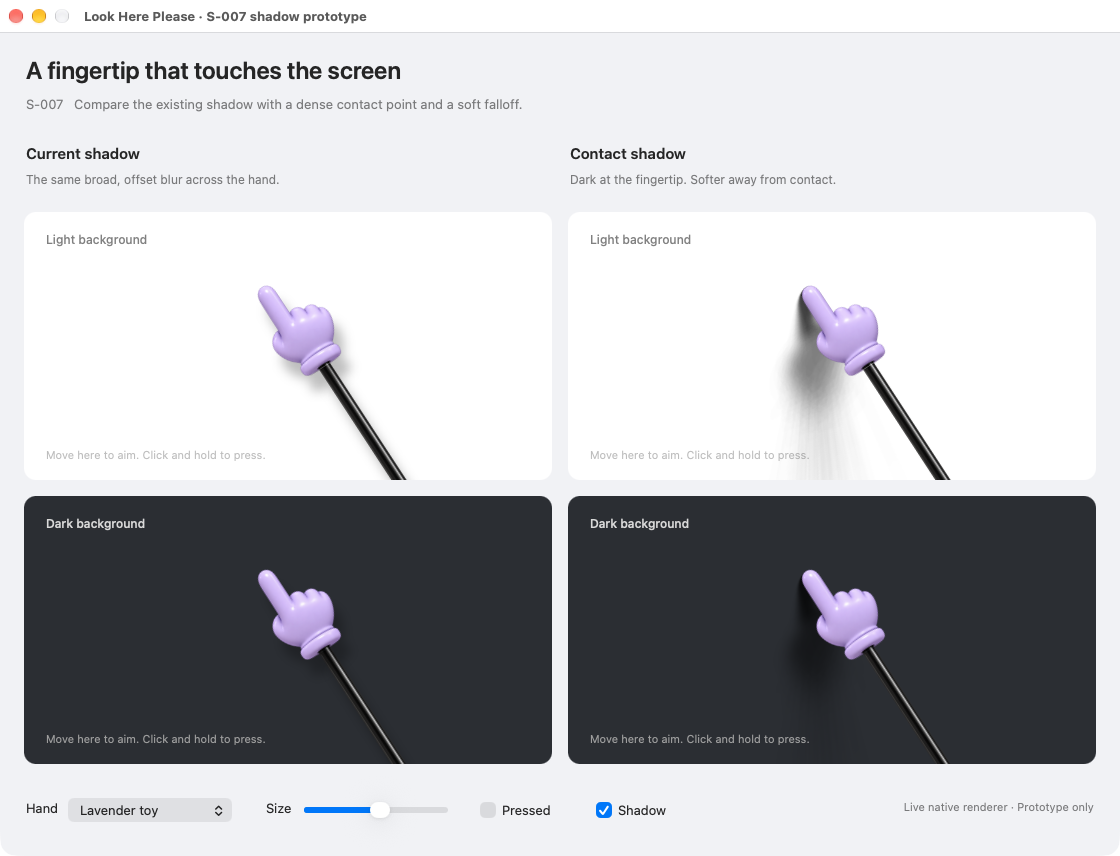 Look Here Please · S-007 shadow prototype
A fingertip that touches the screen
S-007 Compare the existing shadow with a dense contact point and a soft falloff.
Current shadow
The same broad, offset blur across the hand.
Contact shadow
Dark at the fingertip. Softer away from contact.
Light background
Move here to aim. Click and hold to press.
Light background
Move here to aim. Click and hold to press.
Dark background
Move here to aim. Click and hold to press.
Dark background
Move here to aim. Click and hold to press.
Hand
Lavender toy
Size
Pressed
Shadow
Live native renderer · Prototype only